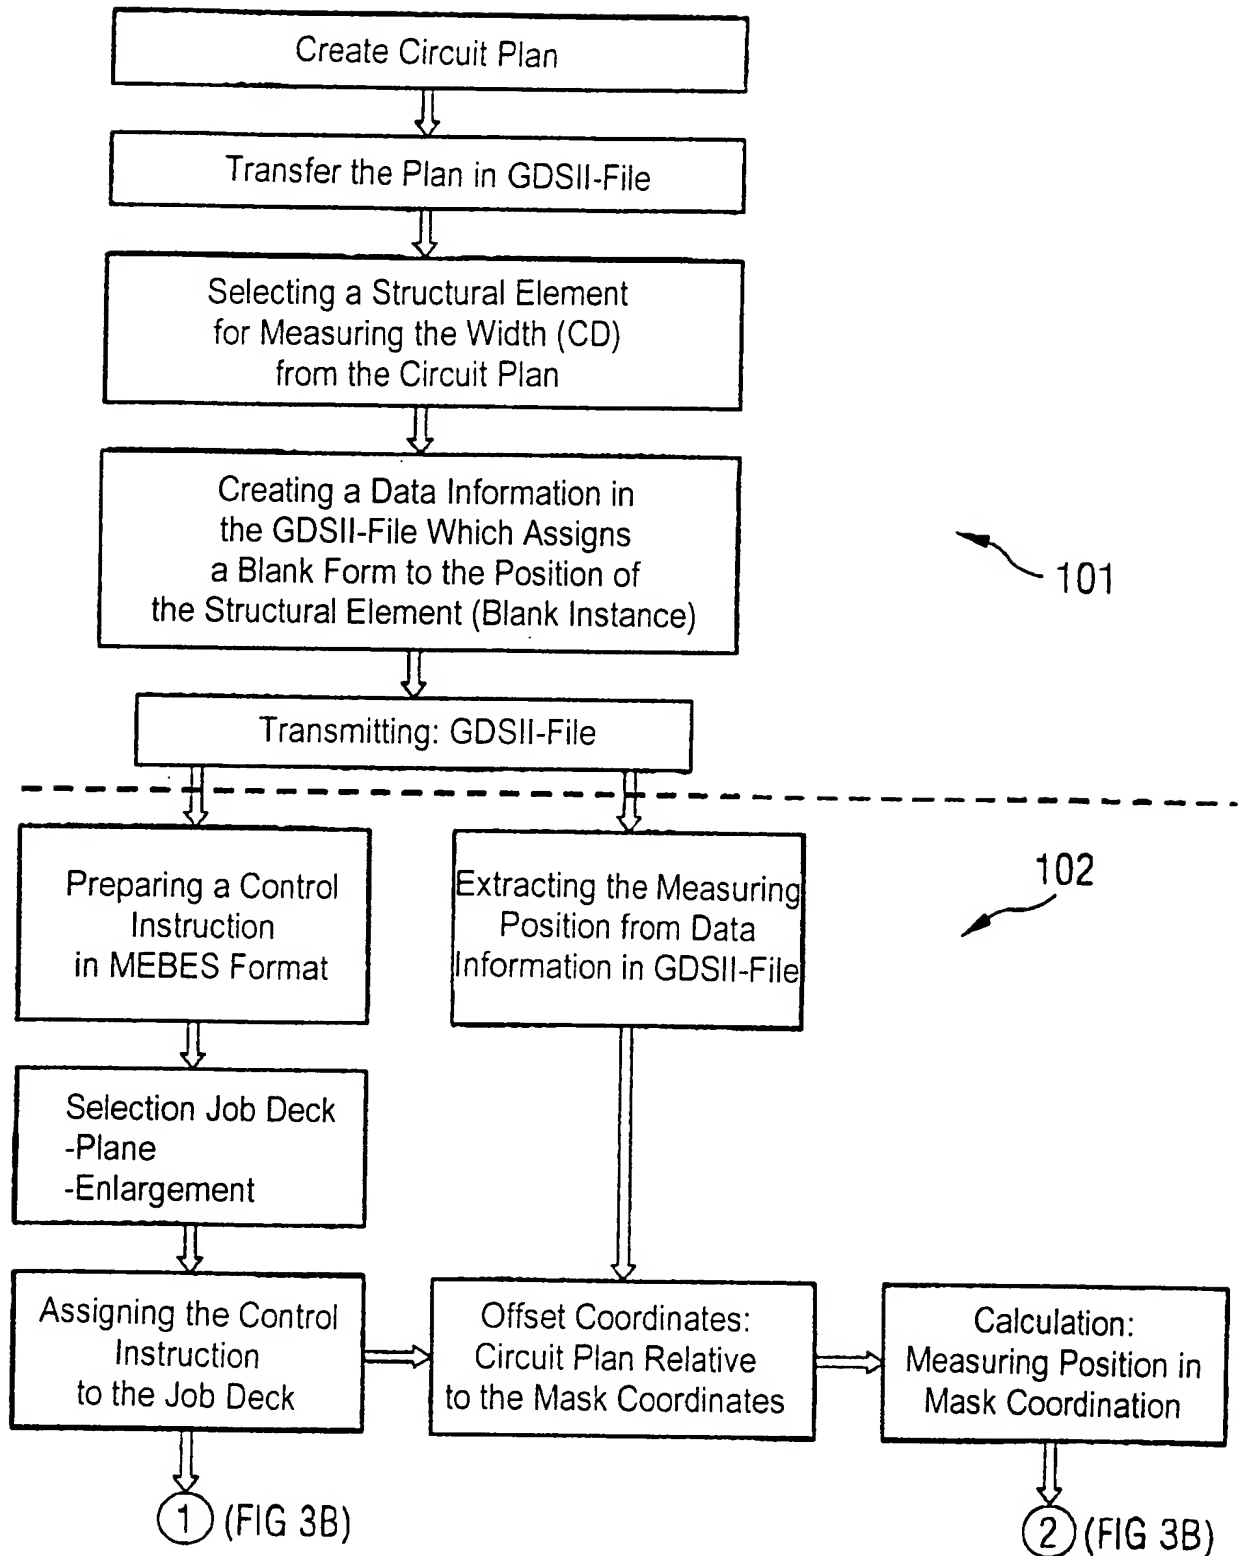 Create Circuit Plan
Transfer the Plan in GDSII-File
Selecting a Structural Element
for Measuring the Width (CD)
from the Circuit Plan
Creating a Data Information in
the GDSII-File Which Assigns
a Blank Form to the Position of
the Structural Element (Blank Instance)
101
Transmitting: GDSII-File
102
Preparing a Control
Instruction
in MEBES Format
Extracting the Measuring
Position from Data
Information in GDSII-File
Selection Job Deck
-Plane
-Enlargement
Assigning the Control
Instruction
to the Job Deck
Offset Coordinates:
Circuit Plan Relative
to the Mask Coordinates
Calculation:
Measuring Position in
Mask Coordination
1 (FIG 3B)
2 (FIG 3B)